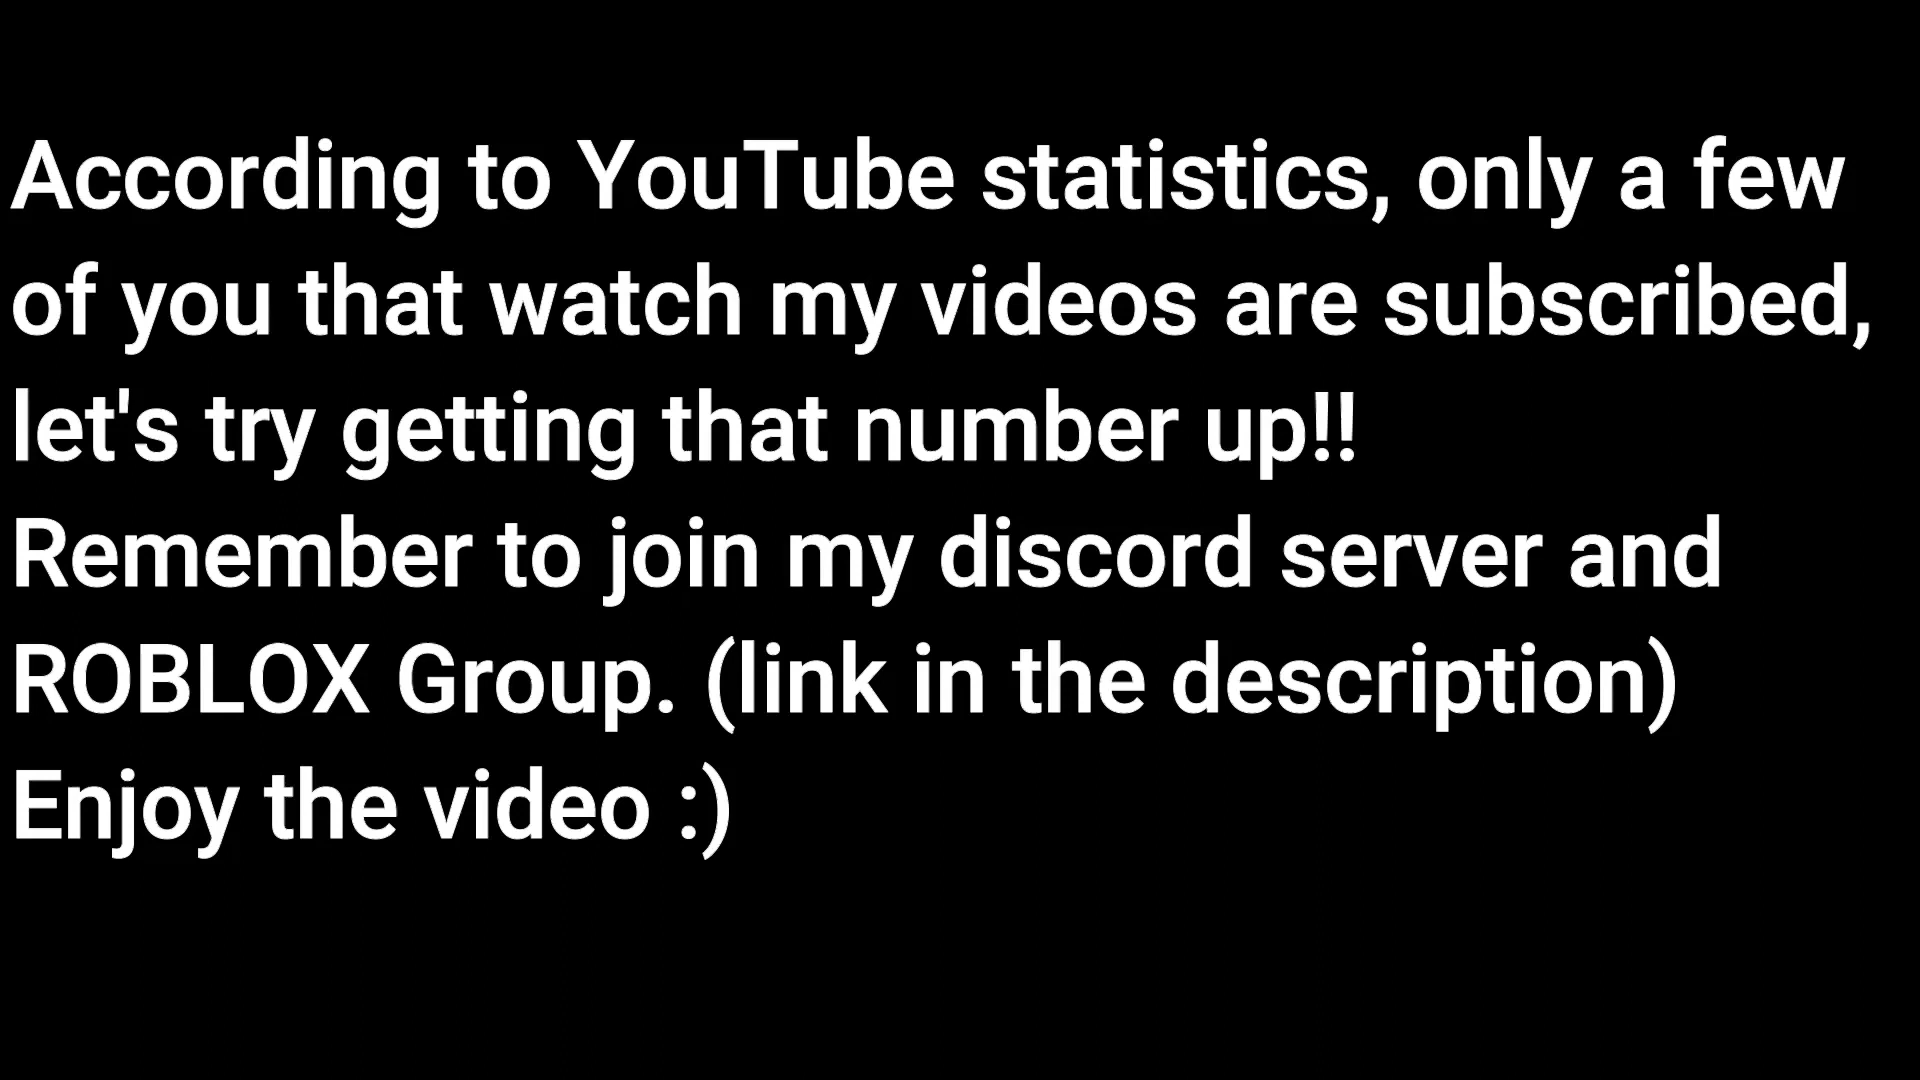 According to YouTube statistics, only a few
of you that watch my videos are subscribed,
let's try getting that number up!!
Remember to join my discord server and
ROBLOX Group. (link in the description)
Enjoy the video :)